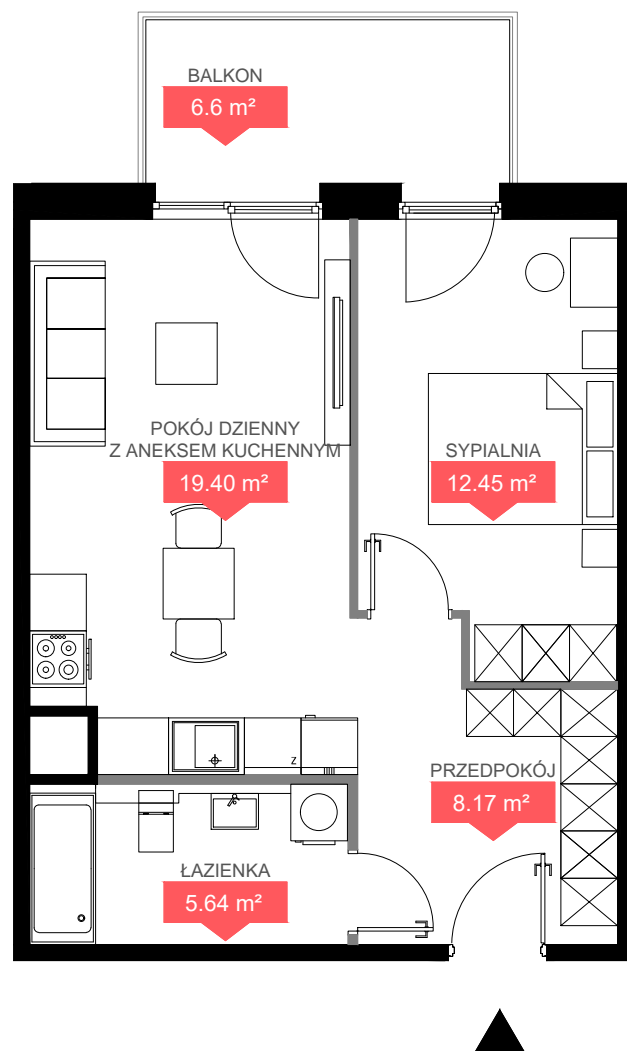 BALKON
6.6 m²
POKÓJ DZIENNY
Z ANEKSEM KUCHENNYM
19.40 m²
SYPIALNIA
12.45 m²
Z
PRZEDPOKÓJ
8.17 m²
ŁAZIENKA
5.64 m²